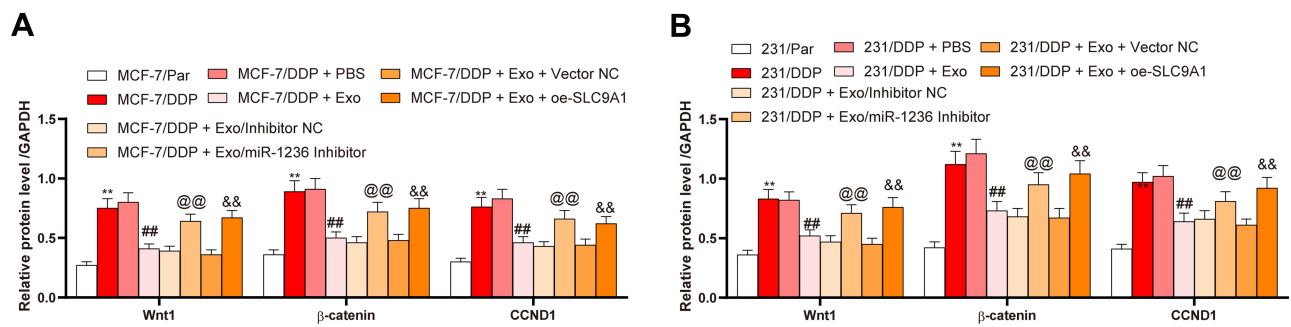 A
MCF-7/Par
MCF-7/DDP + PBS
MCF-7/DDP + Exo + Vector NC
MCF-7/DDP
MCF-7/DDP + Exo
MCF-7/DDP + Exo + oe-SLC9A1
MCF-7/DDP + Exo/Inhibitor NC
MCF-7/DDP + Exo/miR-1236 Inhibitor
Relative protein level /GAPDH
1.5
1.0
0.5
0.0
** ## @@ &&
** ## @@ &&
** ## @@ &&
Wnt1
β-catenin
CCND1
B
231/Par
231/DDP + PBS
231/DDP + Exo + Vector NC
231/DDP
231/DDP + Exo
231/DDP + Exo + oe-SLC9A1
231/DDP + Exo/Inhibitor NC
231/DDP + Exo/miR-1236 Inhibitor
Relative protein level /GAPDH
1.5
1.0
0.5
0.0
** ## @@ &&
** ## @@ &&
** ## @@ &&
Wnt1
β-catenin
CCND1